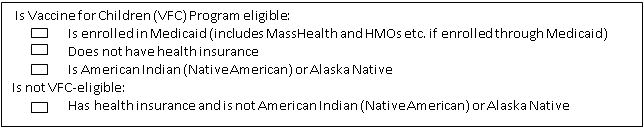 Is Vaccine for Children (VFC) Program eligible:
Is enrolled in Medicaid (includes MassHealth and HMOs etc. if enrolled through Medicaid)
Does not have health insurance
Is American Indian (Native American) or Alaska Native
Is not VFC-eligible:
Has health insurance and is not American Indian (Native American) or Alaska Native